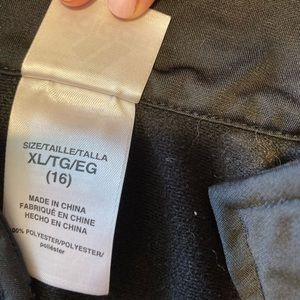 SIZE/TAILLE/TALLA
XL/TG/EG
(16)
MADE IN CHINA
FABRIQUÉ EN CHINE
HECHO EN CHINA
100% POLYESTER/POLYESTER/
poliéster